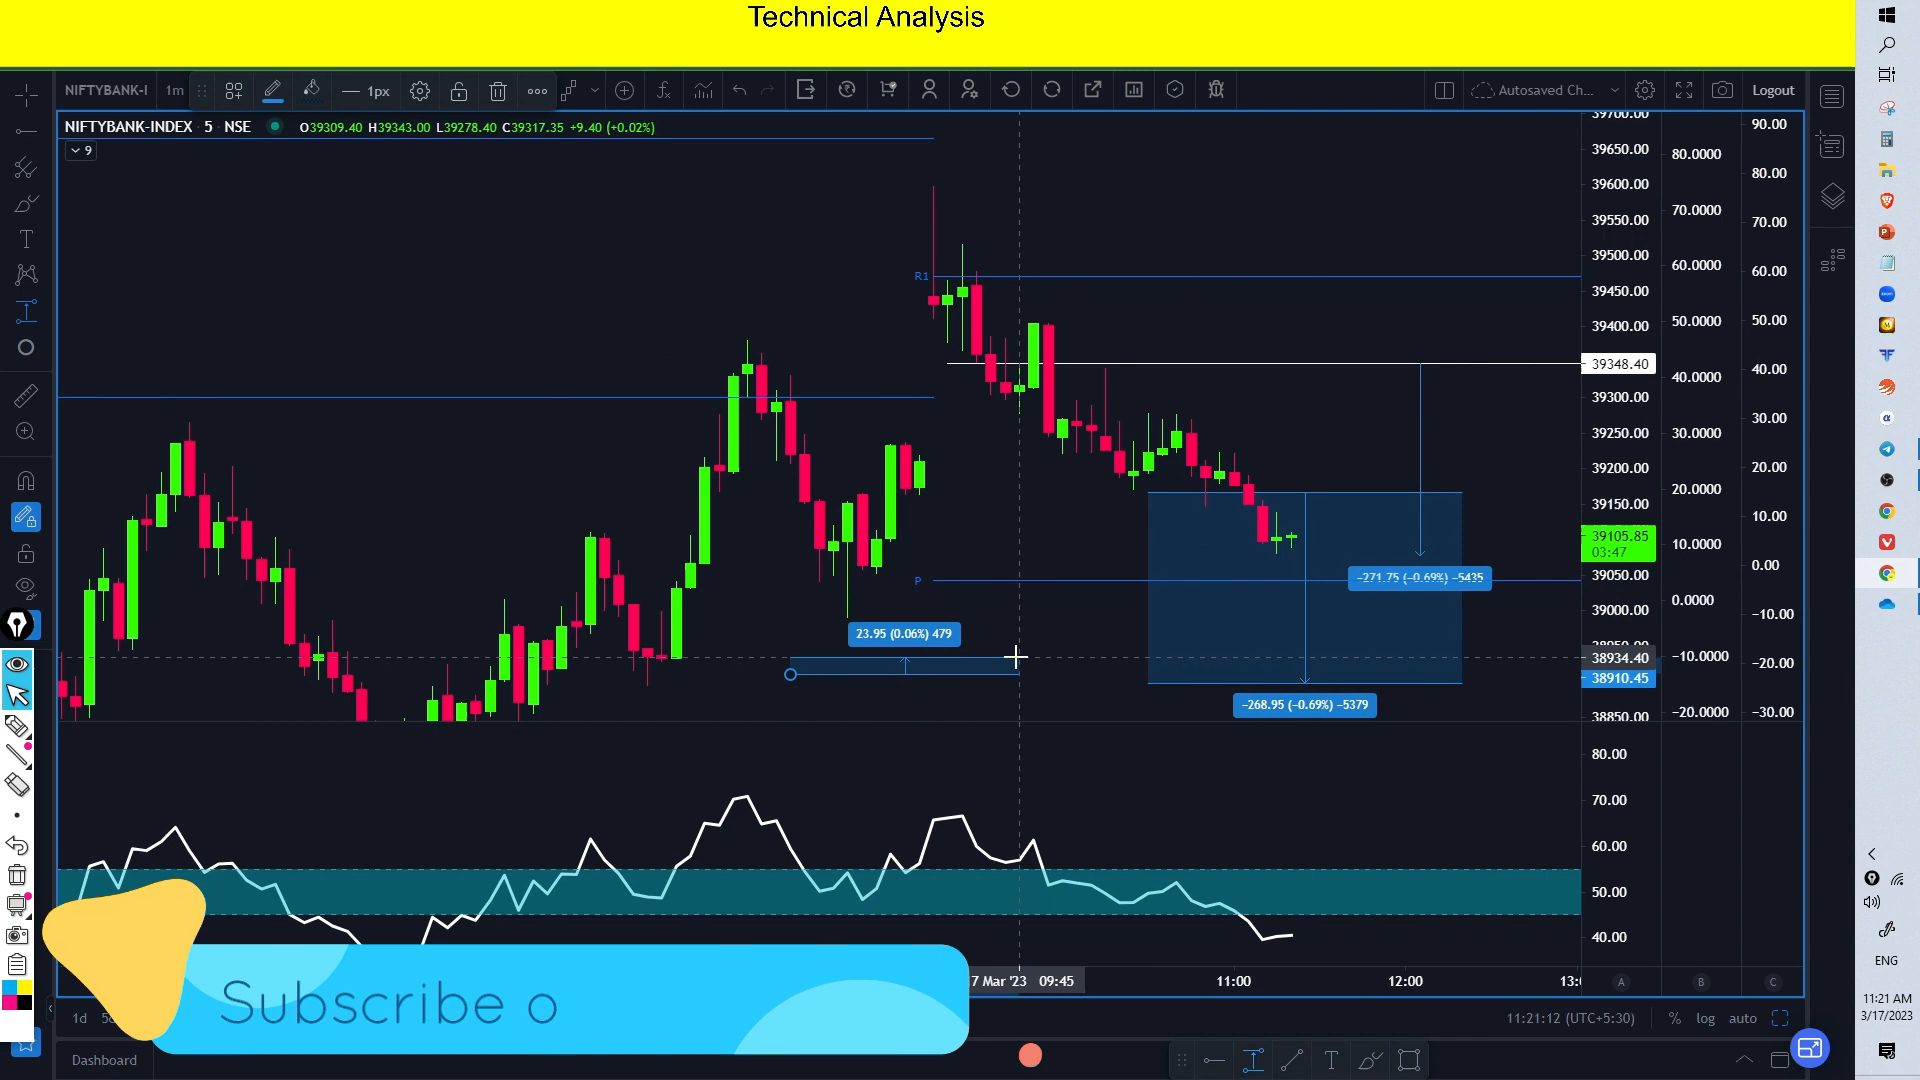 Technical Analysis
NIFTYBANK-I 1m 1px Autosaved Ch... Logout
NIFTYBANK-INDEX · 5 · NSE O39309.40 H39343.00 L39278.40 C39317.35 +9.40 (+0.02%)
9
39700.00 90.00
39650.00 80.0000
39600.00 80.00
39550.00 70.0000 70.00
39500.00 60.0000 60.00
R1
39450.00
39400.00 50.0000 50.00
39348.40 40.0000 40.00
39300.00 30.00
39250.00 30.0000
39200.00 20.00
39150.00 20.0000 10.00
39105.85
03:47
10.0000 0.00
P
39050.00
−271.75 (−0.69%) −5435
39000.00 0.0000 −10.00
23.95 (0.06%) 479
38950.00
38934.40 −10.0000 −20.00
38910.45
−268.95 (−0.69%) −5379
38850.00 −20.0000 −30.00
80.00
70.00
60.00
50.00
40.00
Subscribe o
17 Mar '23 09:45 11:00 12:00 13:0
A B C
1d
11:21:12 (UTC+5:30) % log auto
Dashboard
ENG
11:21 AM
3/17/2023